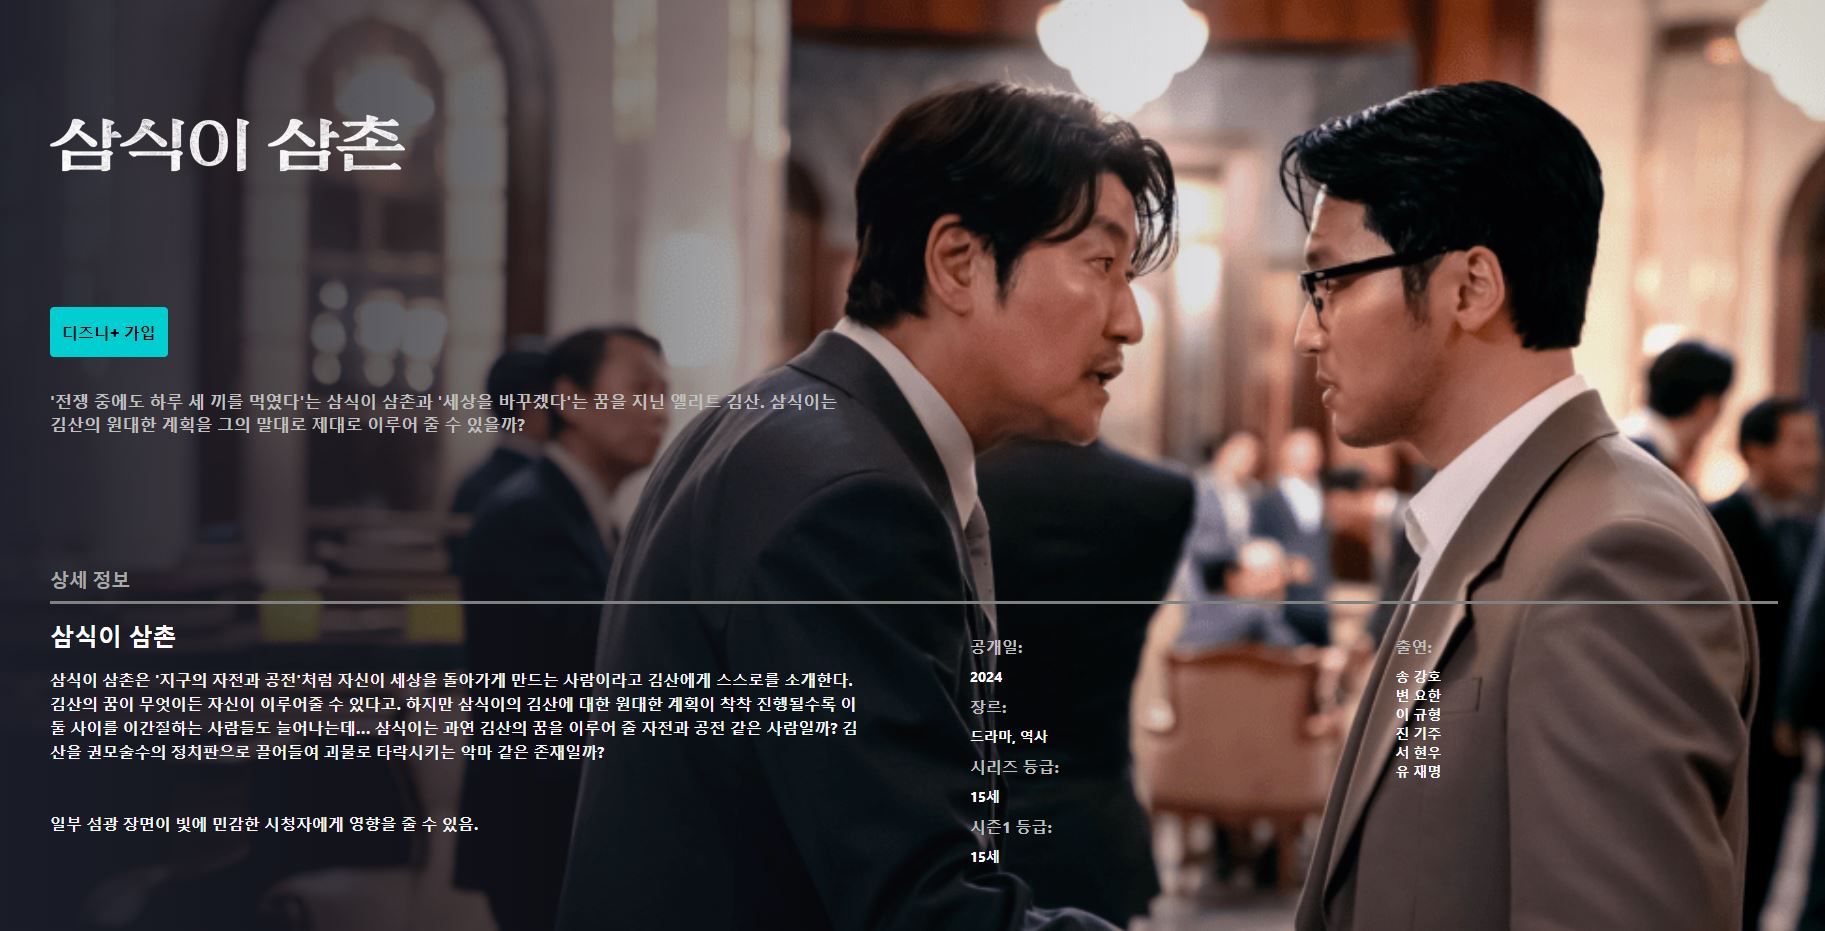 삼식이 삼촌
디즈니+ 가입
'전쟁 중에도 하루 세 끼를 먹였다'는 삼식이 삼촌과 '세상을 바꾸겠다'는 꿈을 지닌 엘리트 김산. 삼식이는
김산의 원대한 계획을 그의 말대로 제대로 이루어 줄 수 있을까?
상세 정보
삼식이 삼촌
삼식이 삼촌은 '지구의 자전과 공전'처럼 자신이 세상을 돌아가게 만드는 사람이라고 김산에게 스스로를 소개한다.
김산의 꿈이 무엇이든 자신이 이루어줄 수 있다고. 하지만 삼식이의 김산에 대한 원대한 계획이 착착 진행될수록 이
둘 사이를 이간질하는 사람들도 늘어나는데... 삼식이는 과연 김산의 꿈을 이루어 줄 자전과 공전 같은 사람일까? 김
산을 권모술수의 정치판으로 끌어들여 괴물로 타락시키는 악마 같은 존재일까?
일부 섬광 장면이 빛에 민감한 시청자에게 영향을 줄 수 있음.
공개일:
2024
장르:
드라마, 역사
시리즈 등급:
15세
시즌1 등급:
15세
출연:
송 강호
변 요한
이 규형
진 기주
서 현우
유 재명